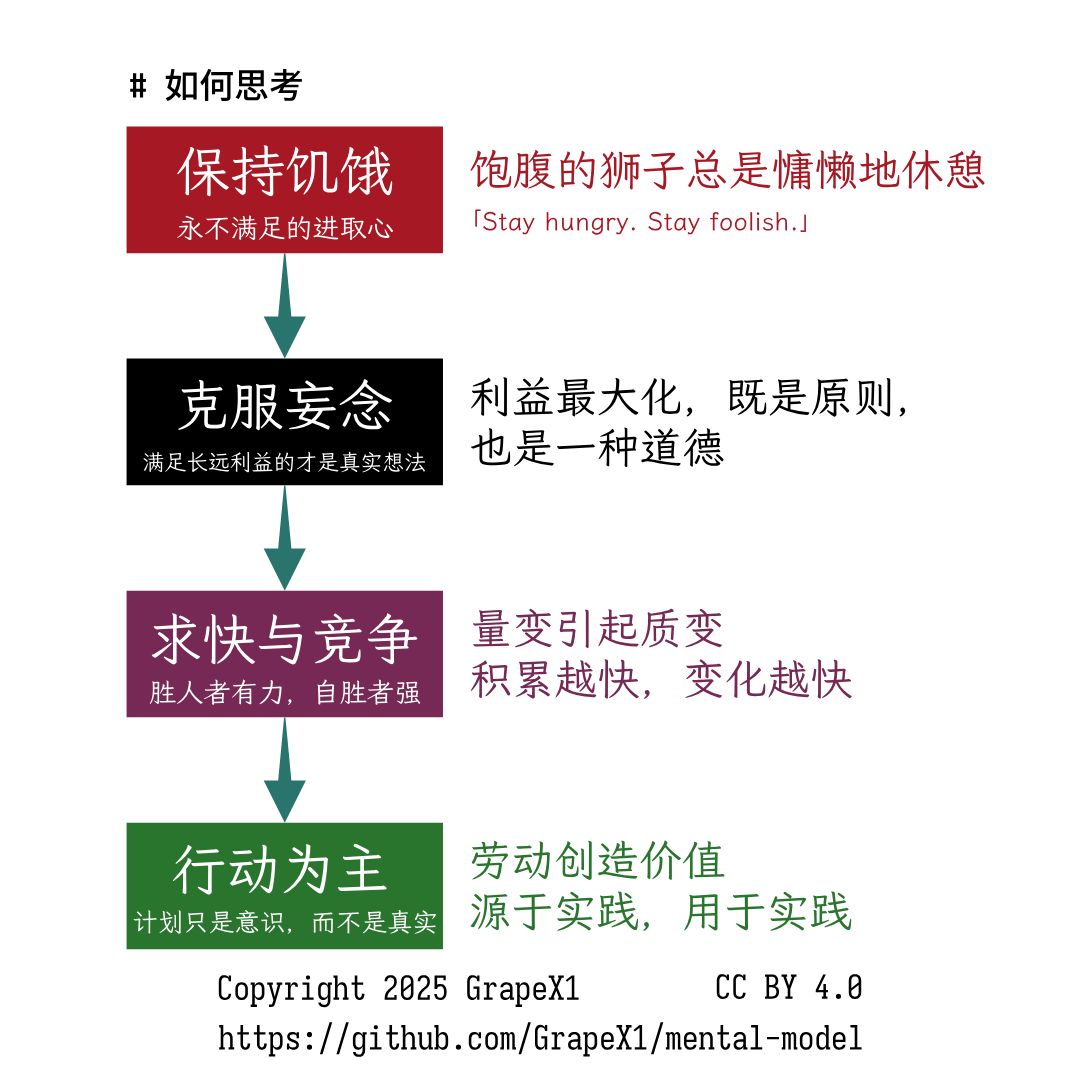 # 如何思考
保持饥饿
永不满足的进取心
饱腹的狮子总是慵懒地休憩
「Stay hungry. Stay foolish.」
克服妄念
满足长远利益的才是真实想法
利益最大化，既是原则，
也是一种道德
求快与竞争
胜人者有力，自胜者强
量变引起质变
积累越快，变化越快
行动为主
计划只是意识，而不是真实
劳动创造价值
源于实践，用于实践
Copyright 2025 GrapeX1 CC BY 4.0
https://github.com/GrapeX1/mental-model